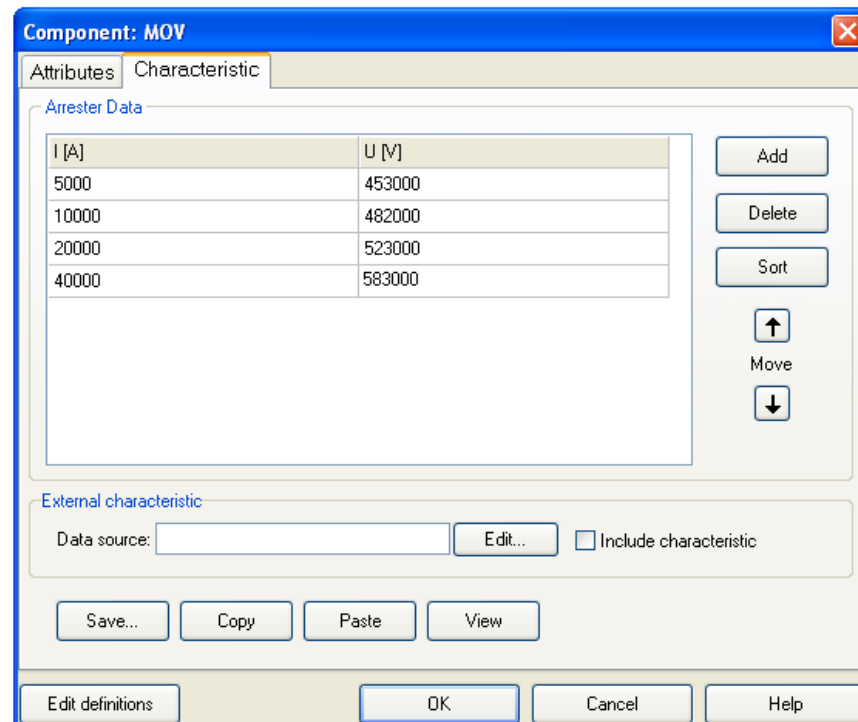 Component: MOV
Attributes Characteristic
Arrester Data
I [A] U [V]
5000 453000
10000 482000
20000 523000
40000 583000
Add
Delete
Sort
Move
External characteristic
Data source: Edit... Include characteristic
Save... Copy Paste View
Edit definitions OK Cancel Help